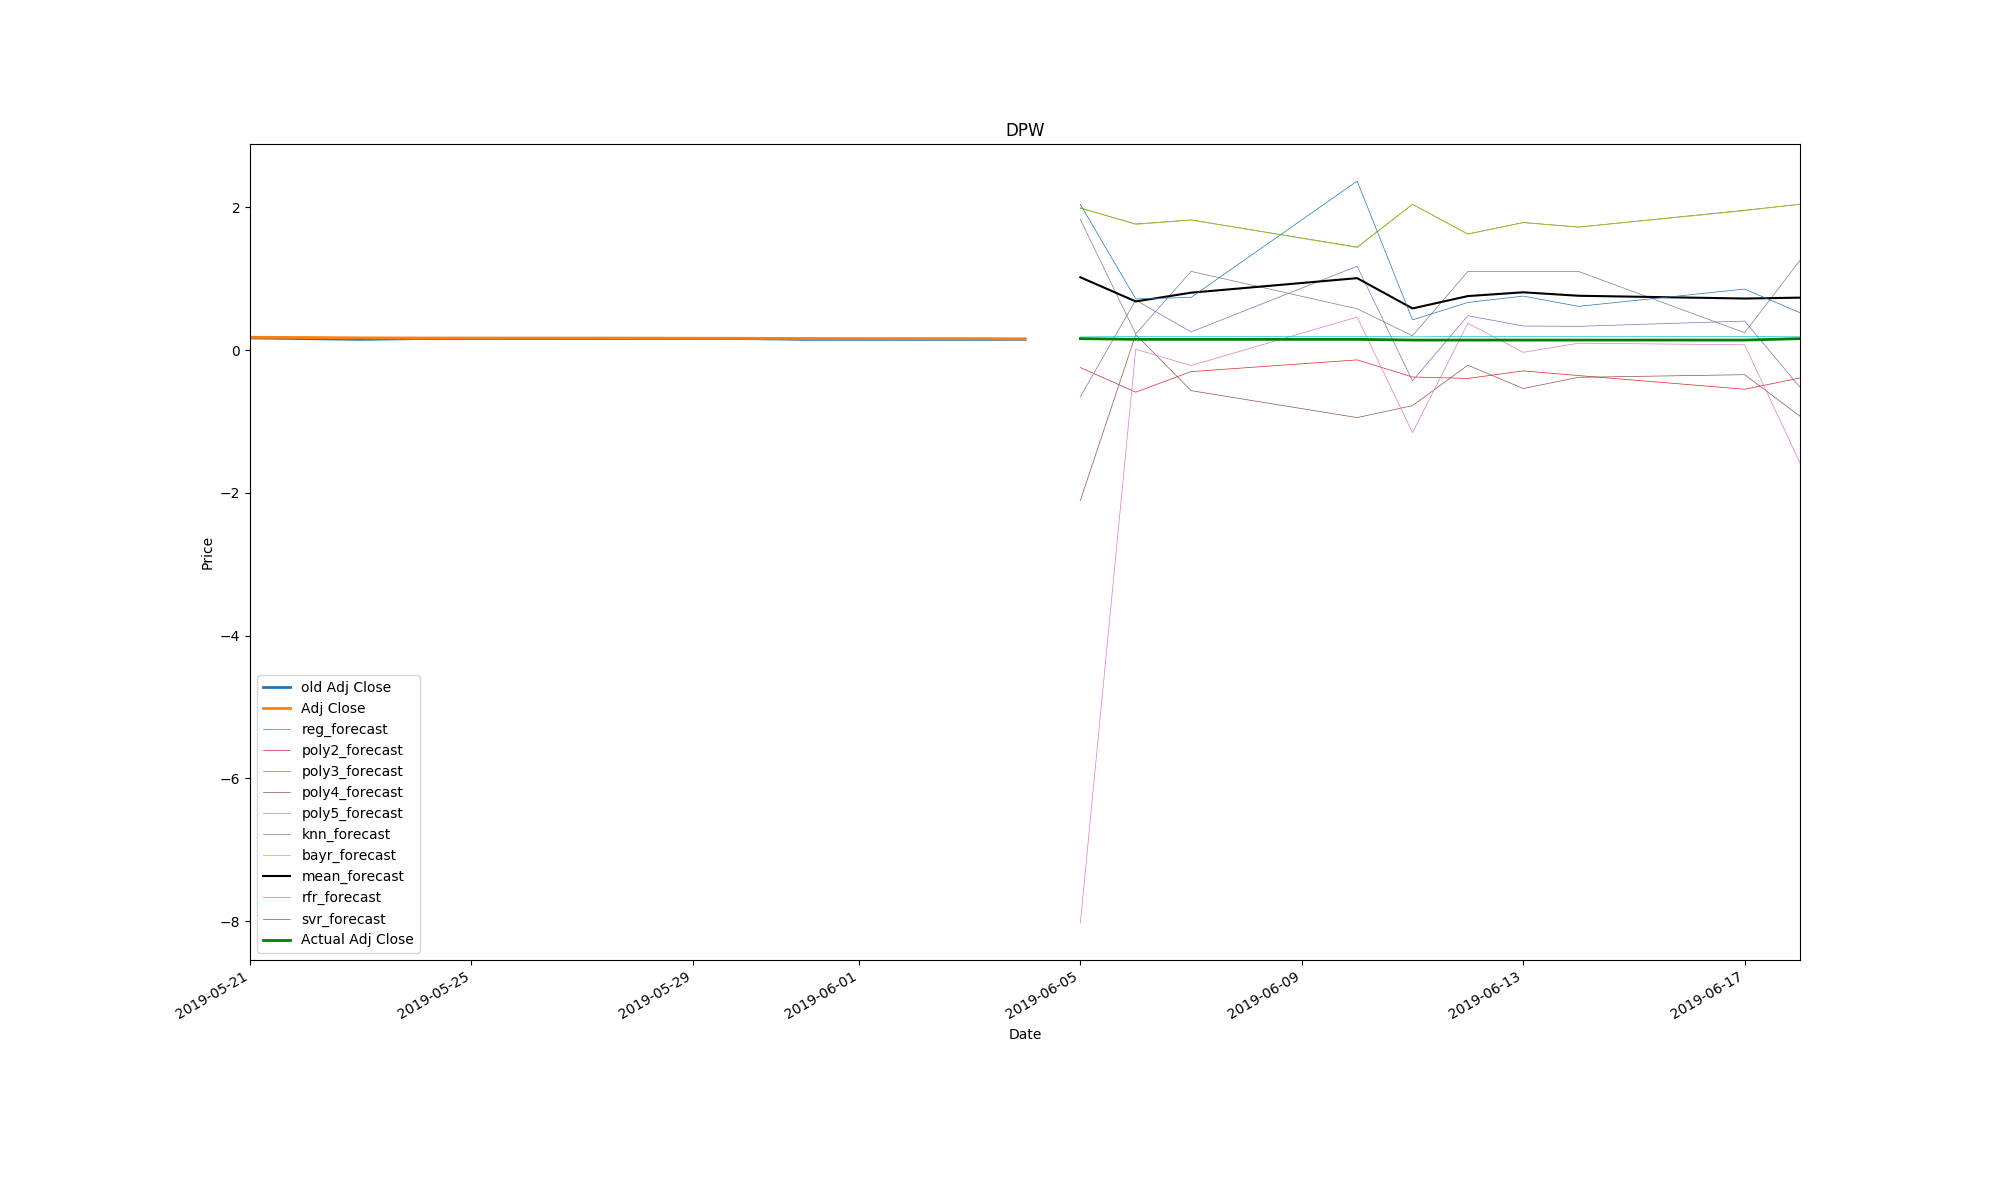 DPW
2
0
−2
−4
−6
−8
Price
old Adj Close
Adj Close
reg_forecast
poly2_forecast
poly3_forecast
poly4_forecast
poly5_forecast
knn_forecast
bayr_forecast
mean_forecast
rfr_forecast
svr_forecast
Actual Adj Close
2019-05-21
2019-05-25
2019-05-29
2019-06-01
2019-06-05
2019-06-09
2019-06-13
2019-06-17
Date